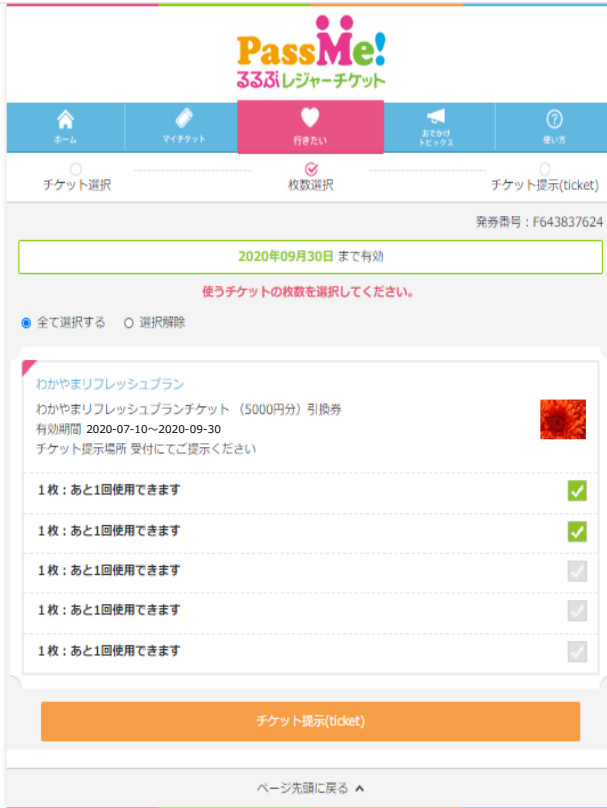 PassMe!
るるぶレジャーチケット
ホーム
マイチケット
行きたい
おでかけ
トピックス
使い方
チケット選択
枚数選択
チケット提示(ticket)
発券番号：F643837624
2020年09月30日 まで有効
使うチケットの枚数を選択してください。
全て選択する 選択解除
わかやまリフレッシュプラン
わかやまリフレッシュプランチケット （5000円分）引換券
有効期間 2020-07-10～2020-09-30
チケット提示場所 受付にてご提示ください
1枚：あと1回使用できます
1枚：あと1回使用できます
1枚：あと1回使用できます
1枚：あと1回使用できます
1枚：あと1回使用できます
チケット提示(ticket)
ページ先頭に戻る